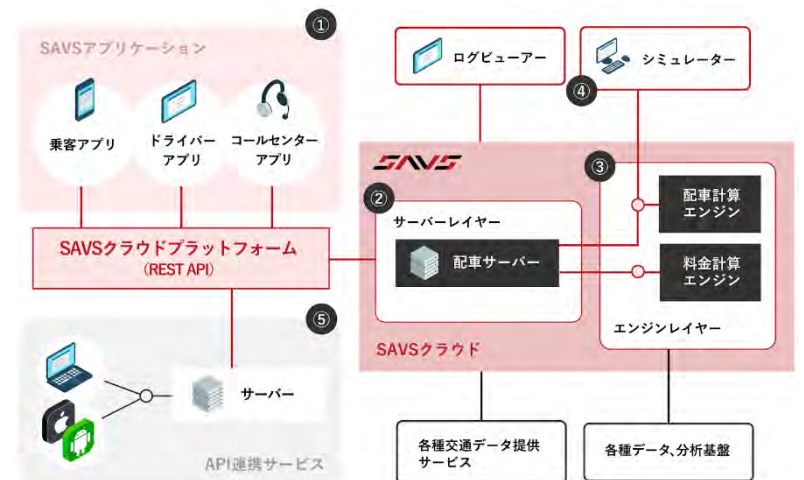 ①
SAVSアプリケーション
乗客アプリ
ドライバー
アプリ
コールセンター
アプリ
SAVSクラウドプラットフォーム
(REST API)
⑤
サーバー
API連携サービス
ログビューアー
シミュレーター
④
SAVS
②
サーバーレイヤー
配車サーバー
③
配車計算
エンジン
料金計算
エンジン
エンジンレイヤー
SAVSクラウド
各種交通データ提供
サービス
各種データ、分析基盤